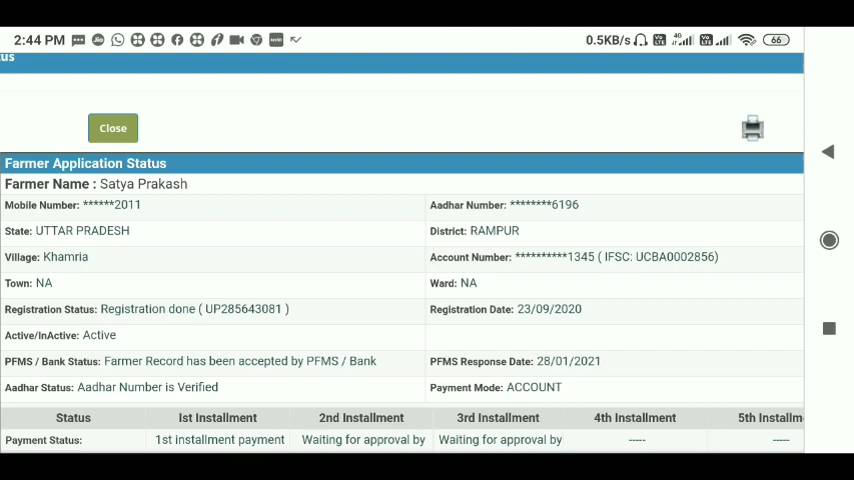 2:44 PM 0.5KB/s 4G 66
us
Close
Farmer Application Status
Farmer Name : Satya Prakash
Mobile Number: ******2011 Aadhar Number: ********6196
State: UTTAR PRADESH District: RAMPUR
Village: Khamria Account Number: **********1345 ( IFSC: UCBA0002856)
Town: NA Ward: NA
Registration Status: Registration done ( UP285643081 ) Registration Date: 23/09/2020
Active/InActive: Active
PFMS / Bank Status: Farmer Record has been accepted by PFMS / Bank PFMS Response Date: 28/01/2021
Aadhar Status: Aadhar Number is Verified Payment Mode: ACCOUNT
Status Ist Installment 2nd Installment 3rd Installment 4th Installment 5th Installm
Payment Status: 1st installment payment Waiting for approval by Waiting for approval by ----- -----